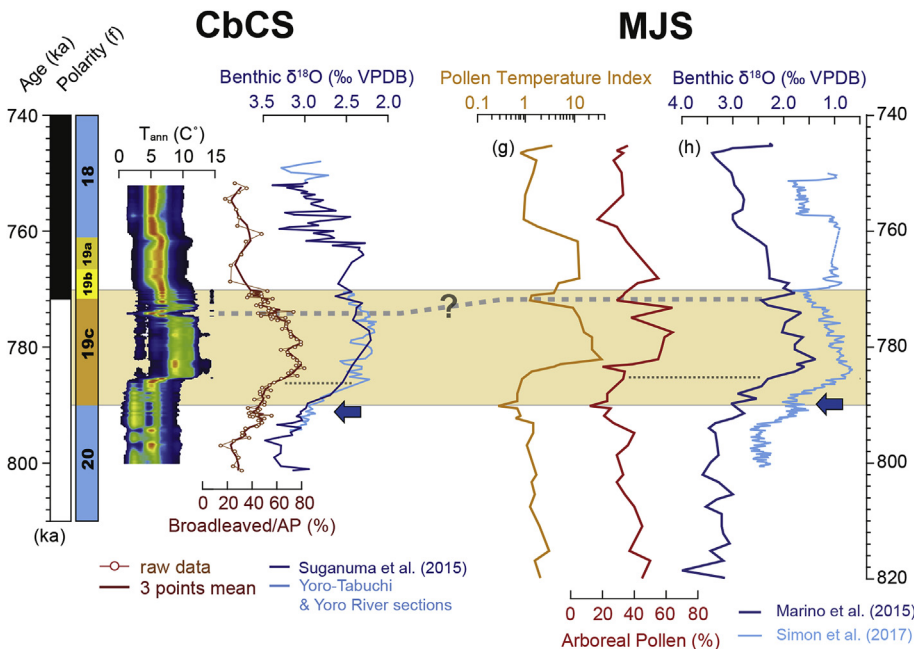 CbCS
MJS
Age (ka)
Polarity (f)
Benthic δ¹⁸O (‰ VPDB)
3.5 3.0 2.5 2.0
Pollen Temperature Index
0.1 1 10
Benthic δ¹⁸O (‰ VPDB)
4.0 3.0 2.0 1.0
T_ann (C°)
0 5 10 15
(g)
(h)
740
760
780
800
(ka)
18
19a
19b
19c
20
?
740
760
780
800
820
0 20 40 60 80
Broadleaved/AP (%)
raw data
3 points mean
Suganuma et al. (2015)
Yoro-Tabuchi
& Yoro River sections
0 20 40 60 80
Arboreal Pollen (%)
Marino et al. (2015)
Simon et al. (2017)